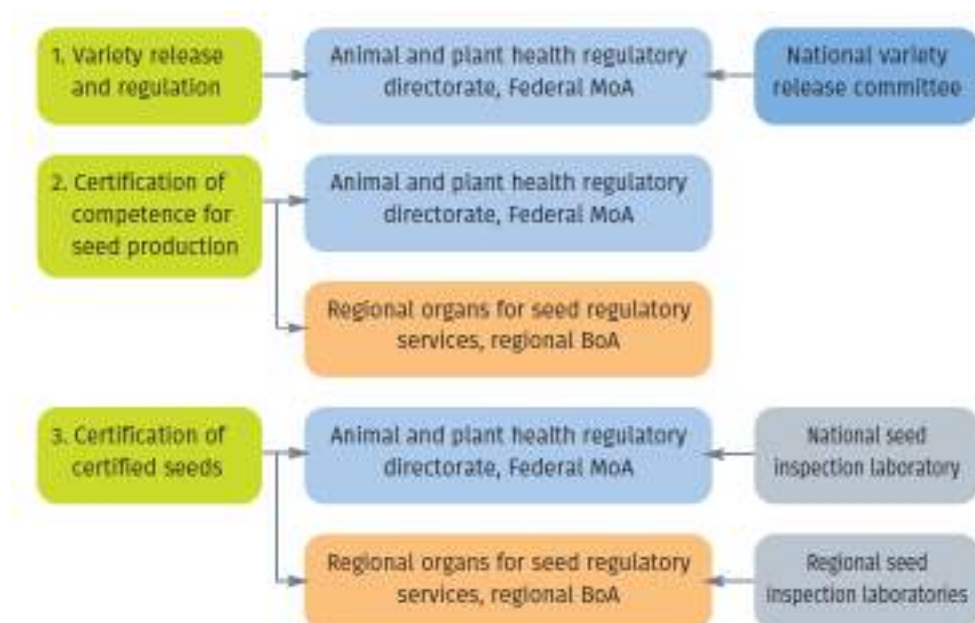 1. Variety release
and regulation
Animal and plant health regulatory
directorate, Federal MoA
National variety
release committee
2. Certification of
competence for
seed production
Animal and plant health regulatory
directorate, Federal MoA
Regional organs for seed regulatory
services, regional BoA
3. Certification of
certified seeds
Animal and plant health regulatory
directorate, Federal MoA
National seed
inspection laboratory
Regional organs for seed regulatory
services, regional BoA
Regional seed
inspection laboratories